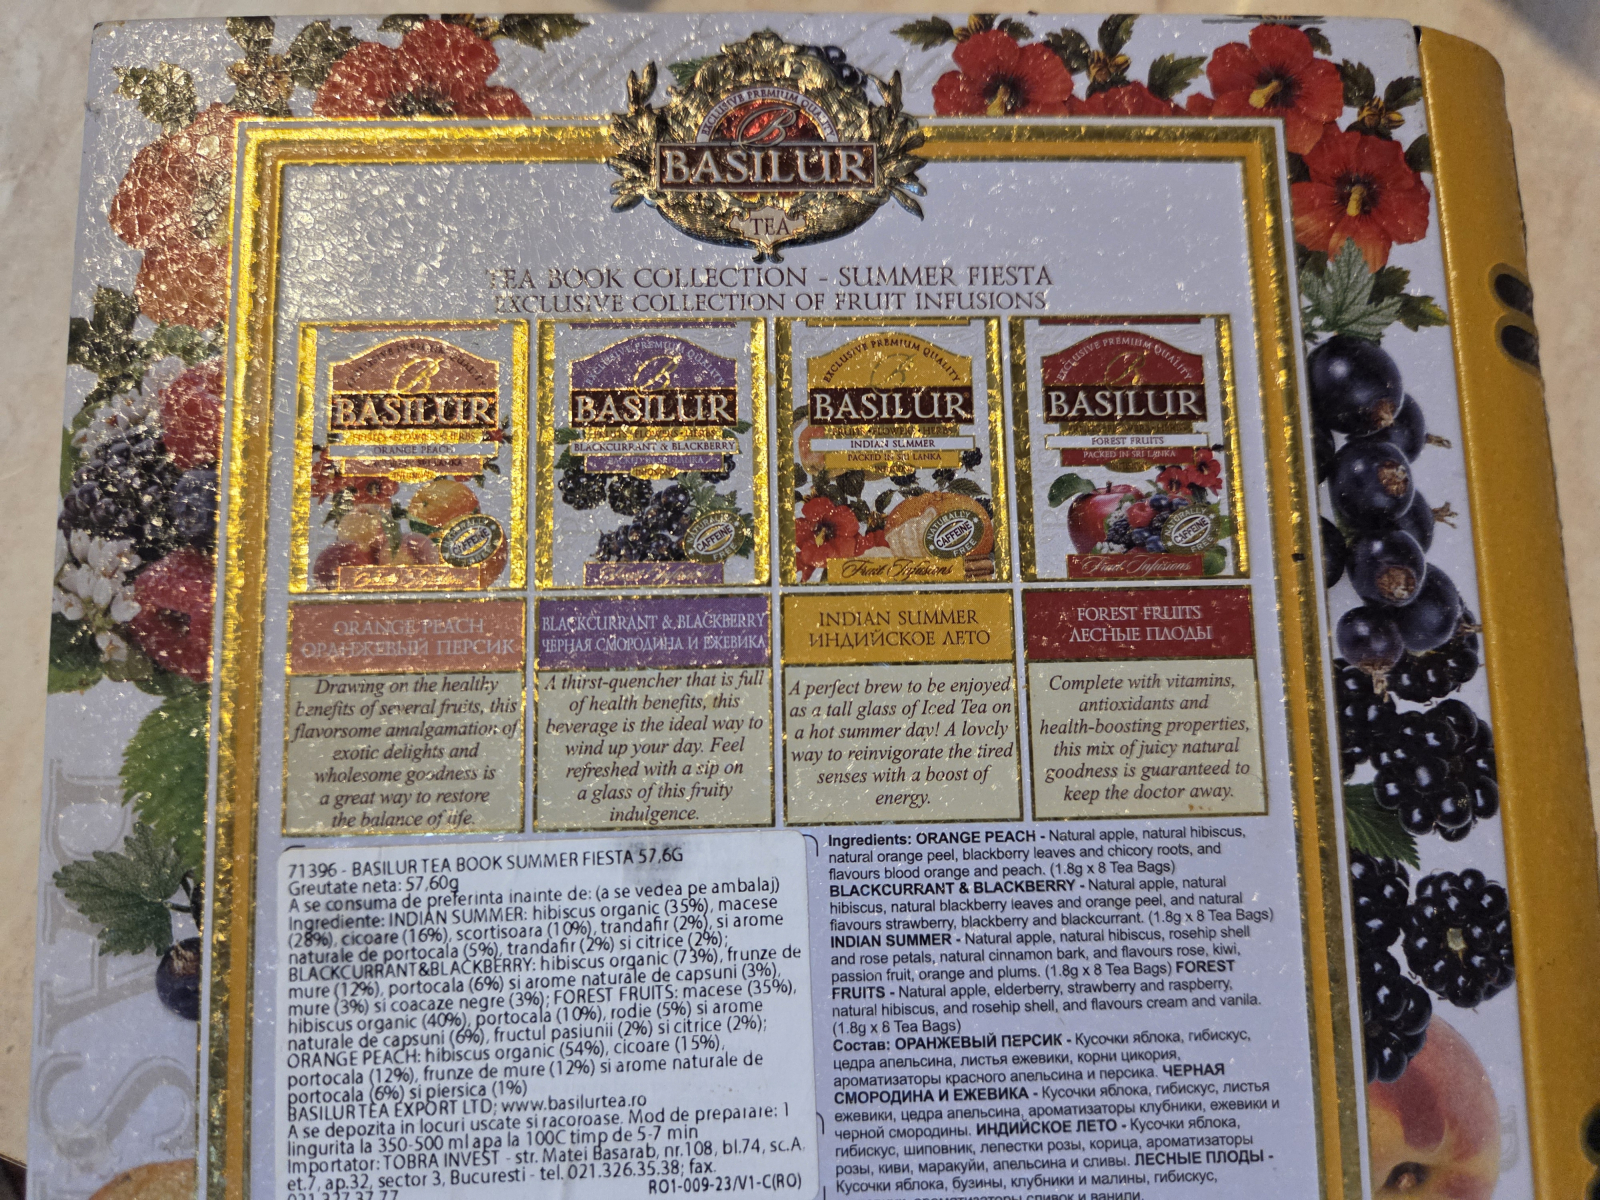 EXCLUSIVE PREMIUM QUALITY
B
BASILUR
TEA
TEA BOOK COLLECTION - SUMMER FIESTA
EXCLUSIVE COLLECTION OF FRUIT INFUSIONS
BASILUR
ORANGE PEACH
CAFFEINE
EXCLUSIVE PREMIUM QUALITY
BASILUR
BLACKCURRANT & BLACKBERRY
CAFFEINE
FREE
EXCLUSIVE PREMIUM QUALITY
BASILUR
INDIAN SUMMER
PACKED IN SRI LANKA
NATURALLY
CAFFEINE
FREE
Fruit Infusions
EXCLUSIVE PREMIUM QUALITY
BASILUR
FOREST FRUITS
PACKED IN SRI LANKA
CAFFEINE
FREE
Fruit Infusions
ORANGE PEACH
ОРАНЖЕВЫЙ ПЕРСИК
Drawing on the healthy
benefits of several fruits, this
flavorsome amalgamation of
exotic delights and
wholesome goodness is
a great way to restore
the balance of life.
BLACKCURRANT & BLACKBERRY
ЧЁРНАЯ СМОРОДИНА И ЕЖЕВИКА
A thirst-quencher that is full
of health benefits, this
beverage is the ideal way to
wind up your day. Feel
refreshed with a sip on
a glass of this fruity
indulgence.
INDIAN SUMMER
ИНДИЙСКОЕ ЛЕТО
A perfect brew to be enjoyed
as a tall glass of Iced Tea on
a hot summer day! A lovely
way to reinvigorate the tired
senses with a boost of
energy.
FOREST FRUITS
ЛЕСНЫЕ ПЛОДЫ
Complete with vitamins,
antioxidants and
health-boosting properties,
this mix of juicy natural
goodness is guaranteed to
keep the doctor away.
71396 - BASILUR TEA BOOK SUMMER FIESTA 57,6G
Greutate neta: 57,60g
A se consuma de preferinta inainte de: (a se vedea pe ambalaj)
Ingrediente: INDIAN SUMMER: hibiscus organic (35%), macese
(28%), cicoare (16%), scortisoara (10%), trandafir (2%), si arome
naturale de portocala (5%), trandafir (2%) si citrice (2%);
BLACKCURRANT&BLACKBERRY: hibiscus organic (73%), frunze de
mure (12%), portocala (6%) si arome naturale de capsuni (3%),
mure (3%) si coacaze negre (3%); FOREST FRUITS: macese (35%),
hibiscus organic (40%), portocala (10%), rodie (5%) si arome
naturale de capsuni (6%), fructul pasiunii (2%) si citrice (2%);
ORANGE PEACH: hibiscus organic (54%), cicoare (15%),
portocala (12%), frunze de mure (12%) si arome naturale de
portocala (6%) si piersica (1%)
BASILUR TEA EXPORT LTD; www.basilurtea.ro
A se depozita in locuri uscate si racoroase. Mod de preparare: 1
lingurita la 350-500 ml apa la 100C timp de 5-7 min
Importator: TOBRA INVEST - str. Matei Basarab, nr.108, bl.74, sc.A.
et.7, ap.32, sector 3, Bucuresti - tel. 021.326.35.38; fax.
021.327.37.77
RO1-009-23/V1-C(RO)
Ingredients: ORANGE PEACH - Natural apple, natural hibiscus,
natural orange peel, blackberry leaves and chicory roots, and
flavours blood orange and peach. (1.8g x 8 Tea Bags)
BLACKCURRANT & BLACKBERRY - Natural apple, natural
hibiscus, natural blackberry leaves and orange peel, and natural
flavours strawberry, blackberry and blackcurrant. (1.8g x 8 Tea Bags)
INDIAN SUMMER - Natural apple, natural hibiscus, rosehip shell
and rose petals, natural cinnamon bark, and flavours rose, kiwi,
passion fruit, orange and plums. (1.8g x 8 Tea Bags) FOREST
FRUITS - Natural apple, elderberry, strawberry and raspberry,
natural hibiscus, and rosehip shell, and flavours cream and vanila.
(1.8g x 8 Tea Bags)
Состав: ОРАНЖЕВЫЙ ПЕРСИК - Кусочки яблока, гибискус,
цедра апельсина, листья ежевики, корни цикория,
ароматизаторы красного апельсина и персика. ЧЕРНАЯ
СМОРОДИНА И ЕЖЕВИКА - Кусочки яблока, гибискус, листья
ежевики, цедра апельсина, ароматизаторы клубники, ежевики и
черной смородины. ИНДИЙСКОЕ ЛЕТО - Кусочки яблока,
гибискус, шиповник, лепестки розы, корица, ароматизаторы
розы, киви, маракуйи, апельсина и сливы. ЛЕСНЫЕ ПЛОДЫ -
Кусочки яблока, бузины, клубники и малины, гибискус,
ароматизаторы сливок и ванили.